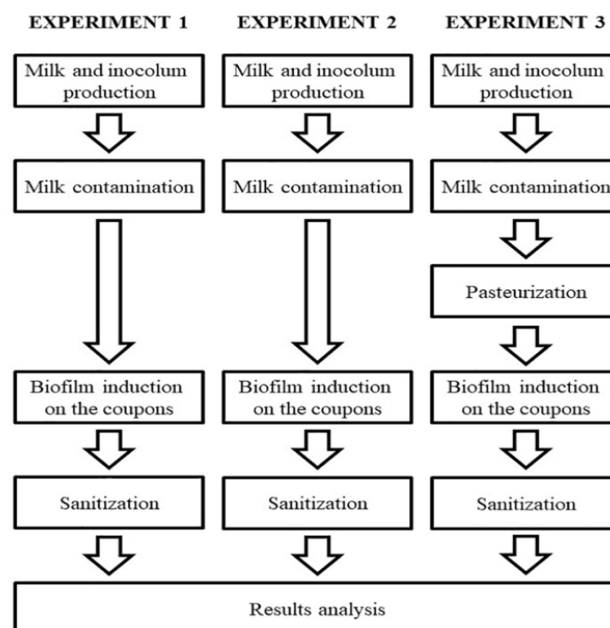 EXPERIMENT 1 EXPERIMENT 2 EXPERIMENT 3
Milk and inocolum
production
Milk and inocolum
production
Milk and inocolum
production
Milk contamination
Milk contamination
Milk contamination
Pasteurization
Biofilm induction
on the coupons
Biofilm induction
on the coupons
Biofilm induction
on the coupons
Sanitization
Sanitization
Sanitization
Results analysis